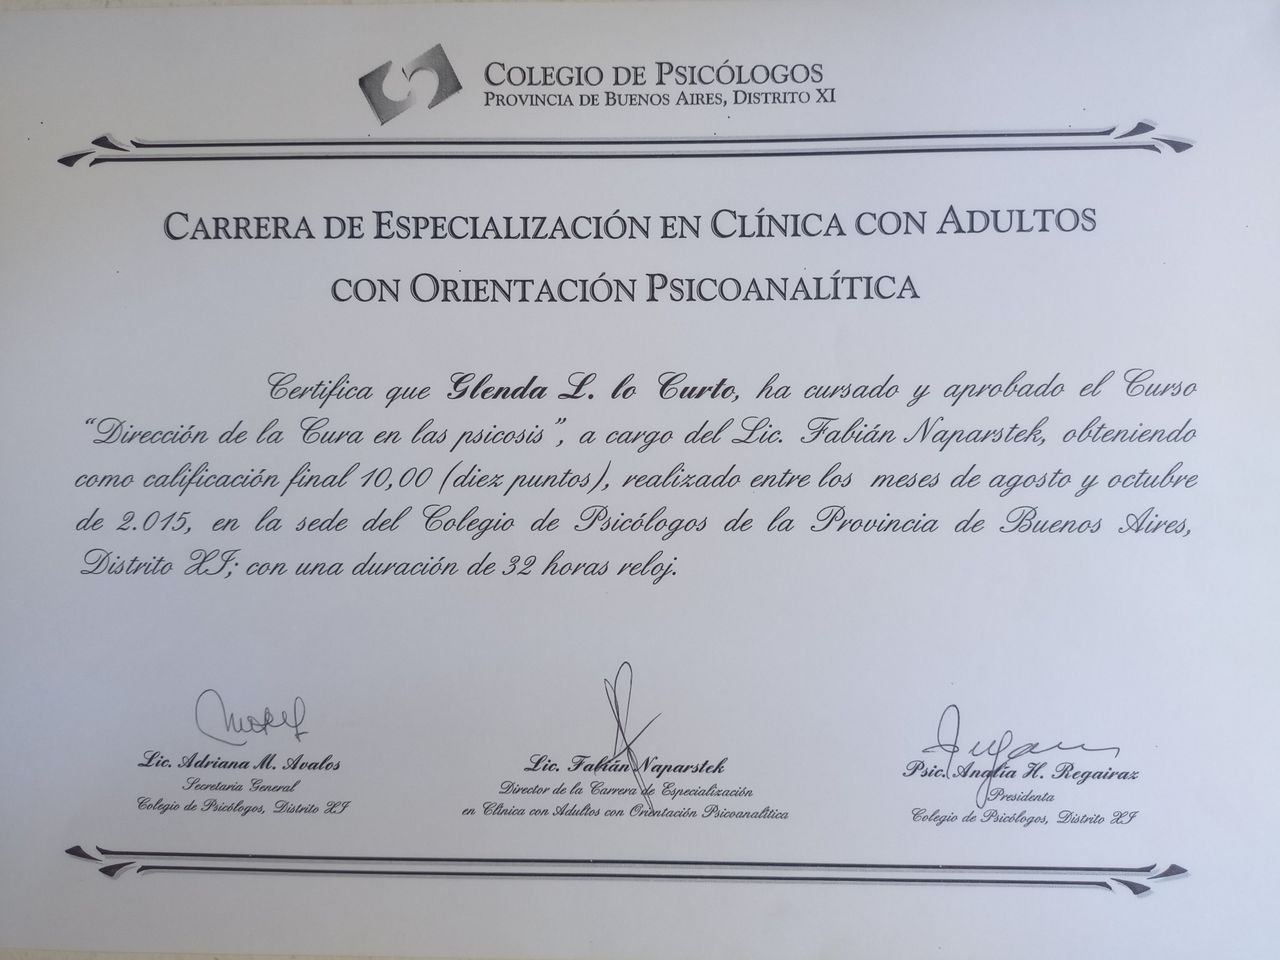 COLEGIO DE PSICÓLOGOS
PROVINCIA DE BUENOS AIRES, DISTRITO XI
CARRERA DE ESPECIALIZACIÓN EN CLÍNICA CON ADULTOS
CON ORIENTACIÓN PSICOANALÍTICA
Certifica que Glenda L. lo Curto, ha cursado y aprobado el Curso
“Dirección de la Cura en las psicosis”, a cargo del Lic. Fabián Naparstek, obteniendo
como calificación final 10,00 (diez puntos), realizado entre los meses de agosto y octubre
de 2.015, en la sede del Colegio de Psicólogos de la Provincia de Buenos Aires,
Distrito XI; con una duración de 32 horas reloj.
Lic. Adriana M. Avalos
Secretaria General
Colegio de Psicólogos, Distrito XI
Lic. Fabián Naparstek
Director de la Carrera de Especialización
en Clínica con Adultos con Orientación Psicoanalítica
Psic. Analía H. Regairaz
Presidenta
Colegio de Psicólogos, Distrito XI